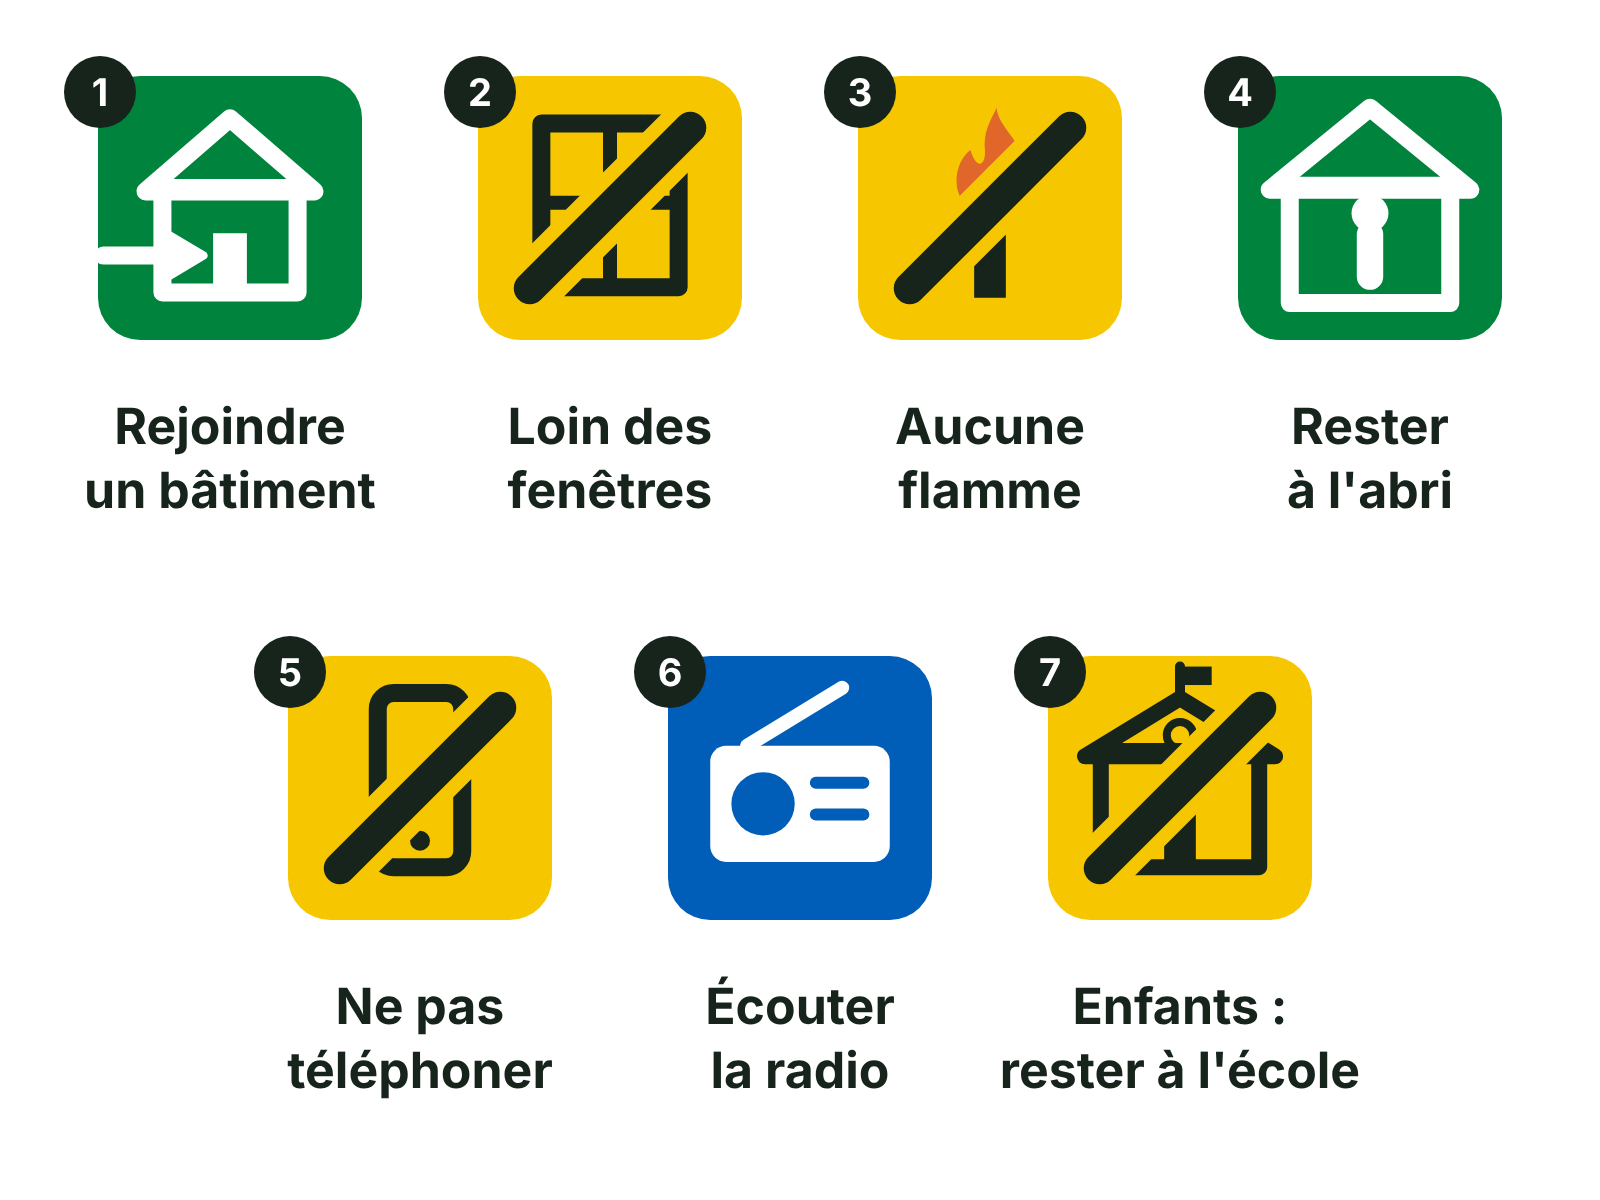 1
2
3
4
Rejoindre
un bâtiment
Loin des
fenêtres
Aucune
flamme
Rester
à l'abri
5
6
7
Ne pas
téléphoner
Écouter
la radio
Enfants :
rester à l'école